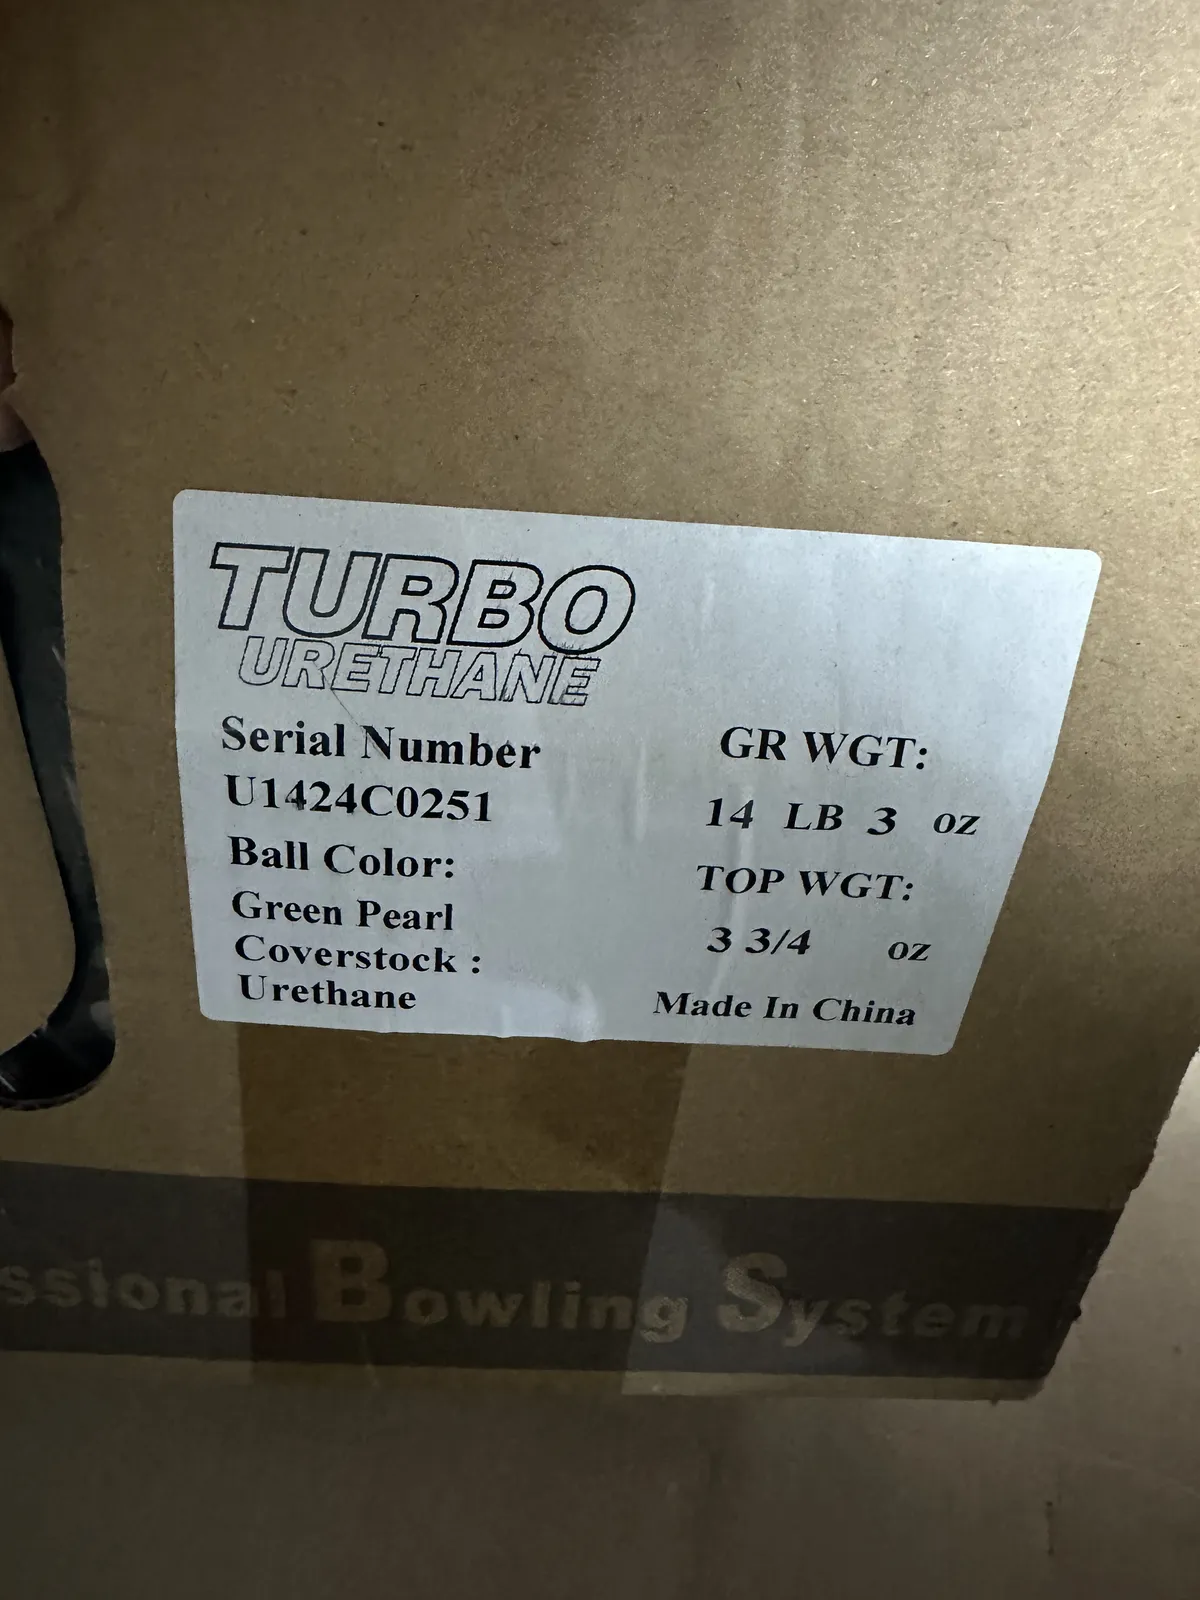 TURBO
URETHANE
Serial Number
U1424C0251
Ball Color:
Green Pearl
Coverstock :
Urethane
GR WGT:
14 LB 3 oz
TOP WGT:
3 3/4 oz
Made In China
ssional Bowling System